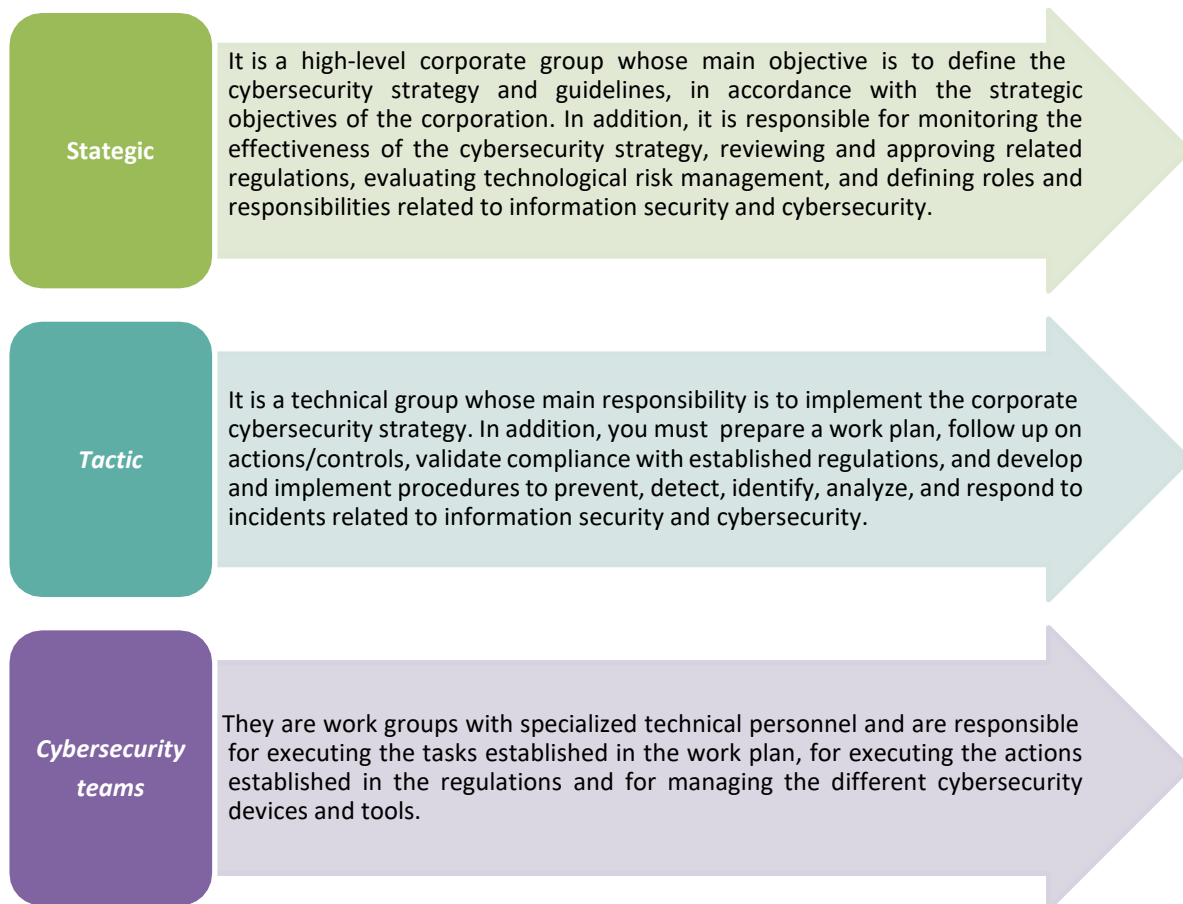 Stategic
It is a high-level corporate group whose main objective is to define the
cybersecurity strategy and guidelines, in accordance with the strategic
objectives of the corporation. In addition, it is responsible for monitoring the
effectiveness of the cybersecurity strategy, reviewing and approving related
regulations, evaluating technological risk management, and defining roles and
responsibilities related to information security and cybersecurity.
Tactic
It is a technical group whose main responsibility is to implement the corporate
cybersecurity strategy. In addition, you must prepare a work plan, follow up on
actions/controls, validate compliance with established regulations, and develop
and implement procedures to prevent, detect, identify, analyze, and respond to
incidents related to information security and cybersecurity.
Cybersecurity
teams
They are work groups with specialized technical personnel and are responsible
for executing the tasks established in the work plan, for executing the actions
established in the regulations and for managing the different cybersecurity
devices and tools.